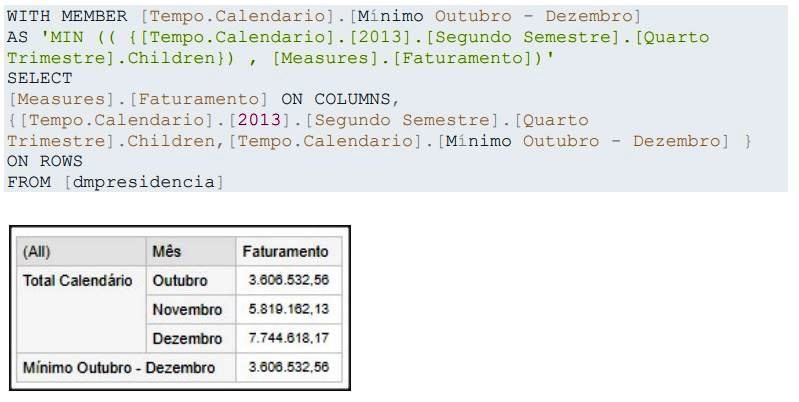 WITH MEMBER [Tempo.Calendario].[Mínimo Outubro – Dezembro]
AS 'MIN (( {[Tempo.Calendario].[2013].[Segundo Semestre].[Quarto
Trimestre].Children}) , [Measures].[Faturamento])'
SELECT
[Measures].[Faturamento] ON COLUMNS,
{[Tempo.Calendario].[2013].[Segundo Semestre].[Quarto
Trimestre].Children,[Tempo.Calendario].[Mínimo Outubro – Dezembro] }
ON ROWS
FROM [dmpresidencia]
(All) Mês Faturamento
Total Calendário Outubro 3.606.532,56
Novembro 5.819.162,13
Dezembro 7.744.618,17
Mínimo Outubro - Dezembro 3.606.532,56